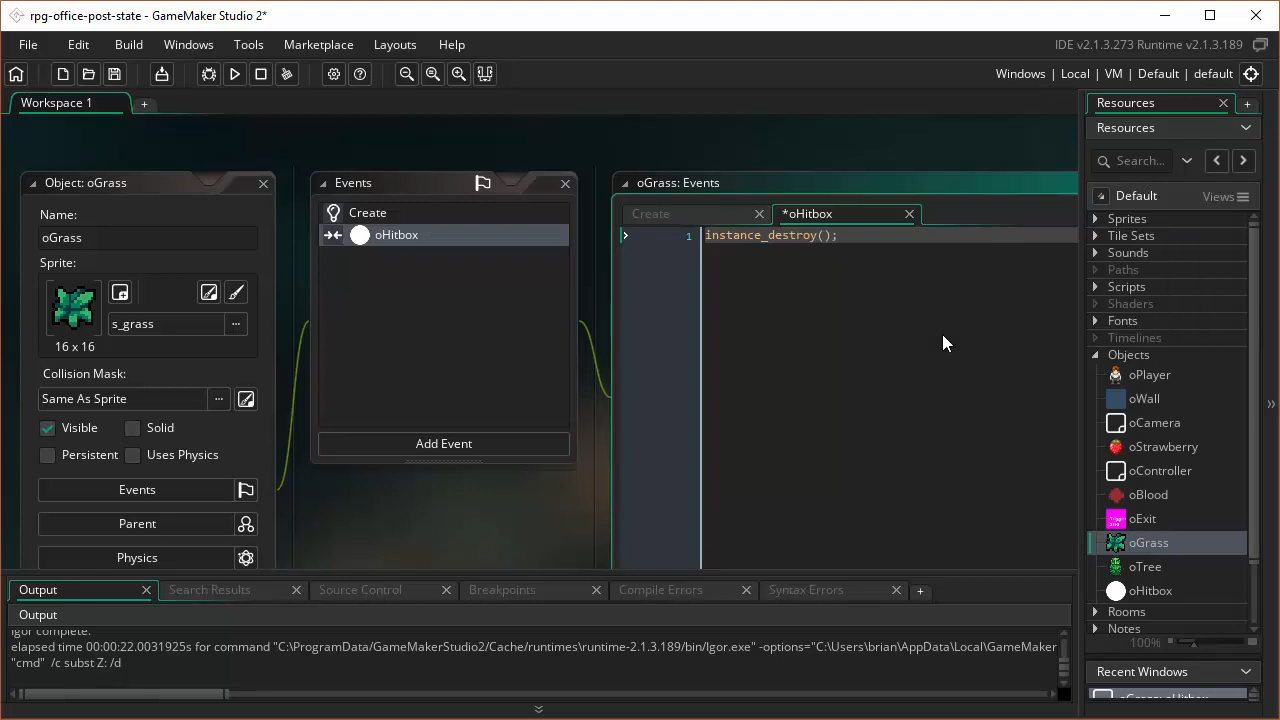 rpg-office-post-state - GameMaker Studio 2*
File Edit Build Windows Tools Marketplace Layouts Help
IDE v2.1.3.273 Runtime v2.1.3.189
Windows | Local | VM | Default | default
Workspace 1
+
Resources
+
Resources
Search...
Default
Views
Sprites
Tile Sets
Sounds
Paths
Scripts
Shaders
Fonts
Timelines
Objects
oPlayer
oWall
oCamera
oStrawberry
oController
oBlood
oExit
oGrass
oTree
oHitbox
Rooms
Notes
100%
Recent Windows
oGrass: oHitbox
Object: oGrass
Name:
oGrass
Sprite:
s_grass
...
16 x 16
Collision Mask:
Same As Sprite
...
Visible
Solid
Persistent
Uses Physics
Events
Parent
Physics
Events
Create
oHitbox
Add Event
oGrass: Events
Create
*oHitbox
1 instance_destroy();
Output
Search Results
Source Control
Breakpoints
Compile Errors
Syntax Errors
+
Output
Igor complete.
elapsed time 00:00:22.0031925s for command "C:\ProgramData/GameMakerStudio2/Cache/runtimes\runtime-2.1.3.189/bin/Igor.exe" -options="C:\Users\brian\AppData\Local\GameMaker
"cmd" /c subst Z: /d